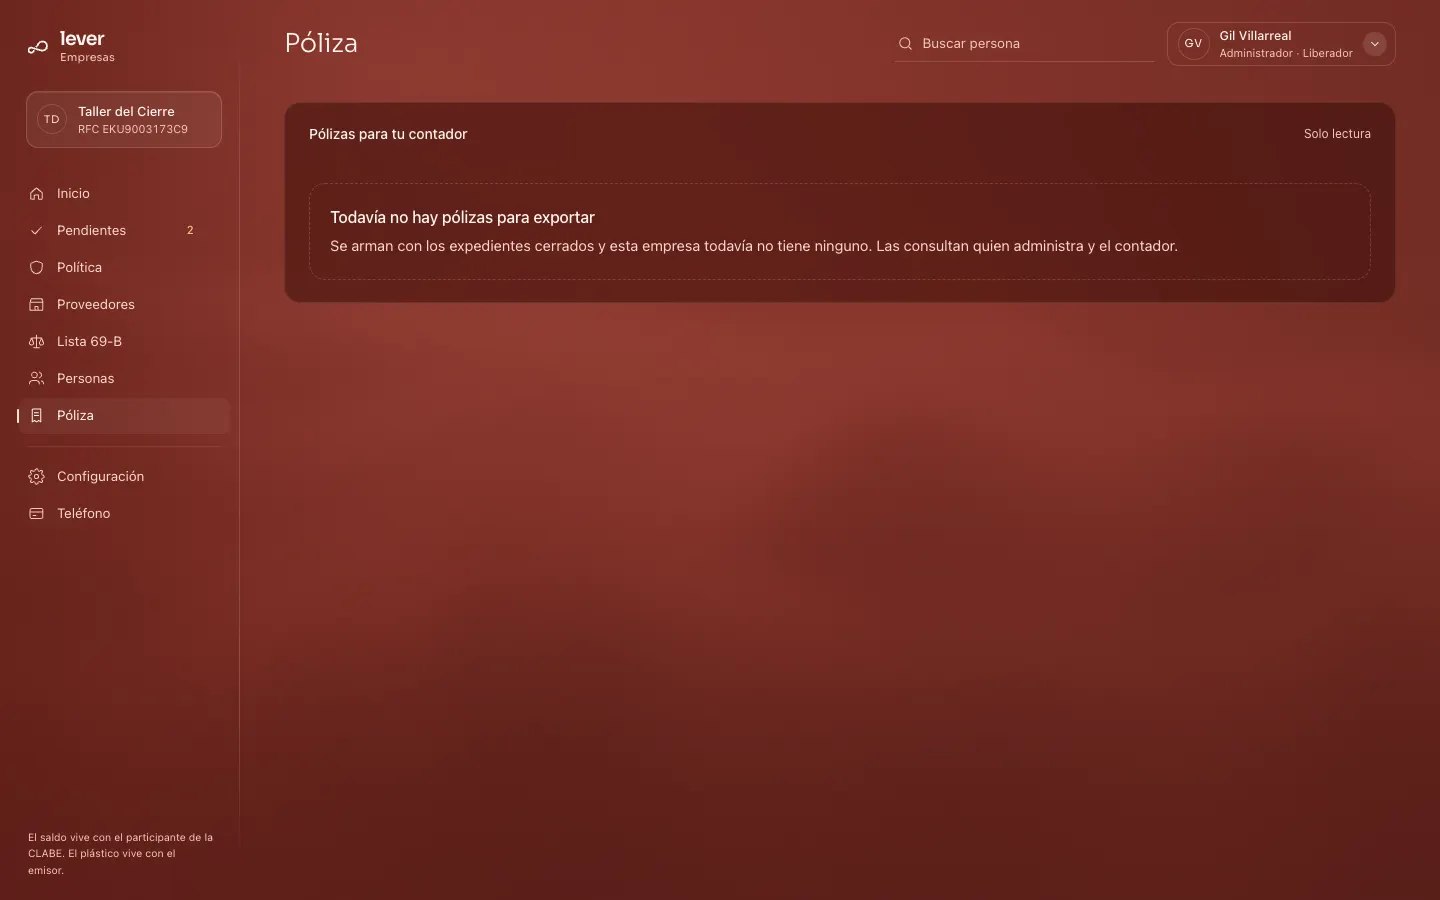 lever
Empresas
TD
Taller del Cierre
RFC EKU9003173C9
Inicio
Pendientes 2
Política
Proveedores
Lista 69-B
Personas
Póliza
Configuración
Teléfono
El saldo vive con el participante de la
CLABE. El plástico vive con el
emisor.
Póliza
Buscar persona
GV
Gil Villarreal
Administrador · Liberador
Pólizas para tu contador
Solo lectura
Todavía no hay pólizas para exportar
Se arman con los expedientes cerrados y esta empresa todavía no tiene ninguno. Las consultan quien administra y el contador.